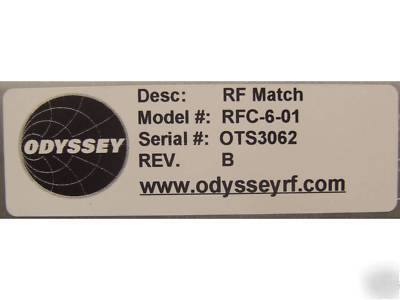 ODYSSEY
Desc: RF Match
Model #: RFC-6-01
Serial #: OTS3062
REV. B
www.odysseyrf.com